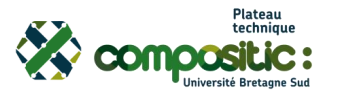 Plateau
technique
compositic :
Université Bretagne Sud